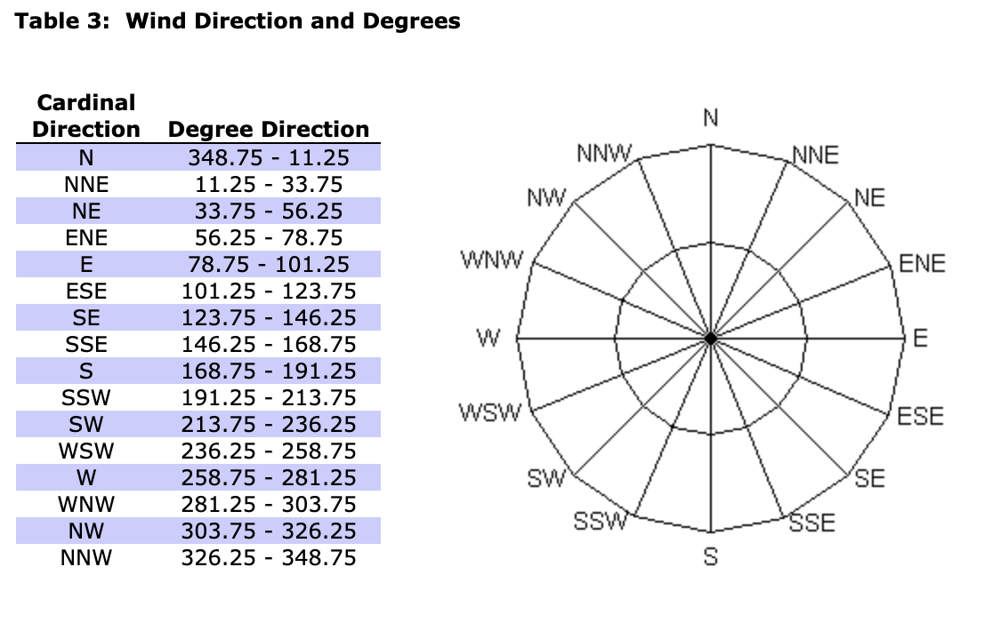 Table 3:  Wind Direction and Degrees
Cardinal
Direction Degree Direction
N 348.75 - 11.25
NNE 11.25 - 33.75
NE 33.75 - 56.25
ENE 56.25 - 78.75
E 78.75 - 101.25
ESE 101.25 - 123.75
SE 123.75 - 146.25
SSE 146.25 - 168.75
S 168.75 - 191.25
SSW 191.25 - 213.75
SW 213.75 - 236.25
WSW 236.25 - 258.75
W 258.75 - 281.25
WNW 281.25 - 303.75
NW 303.75 - 326.25
NNW 326.25 - 348.75
N
NNW NNE
NW NE
WNW ENE
W E
WSW ESE
SW SE
SSW SSE
S